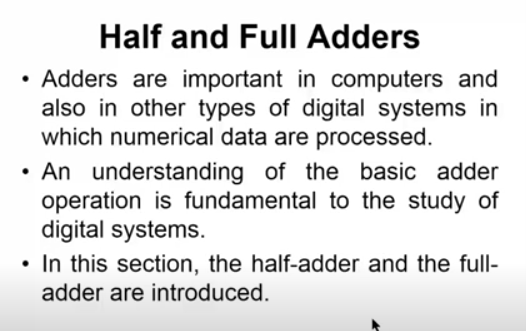 Half and Full Adders
• Adders are important in computers and
also in other types of digital systems in
which numerical data are processed.
• An understanding of the basic adder
operation is fundamental to the study of
digital systems.
• In this section, the half-adder and the full-
adder are introduced.